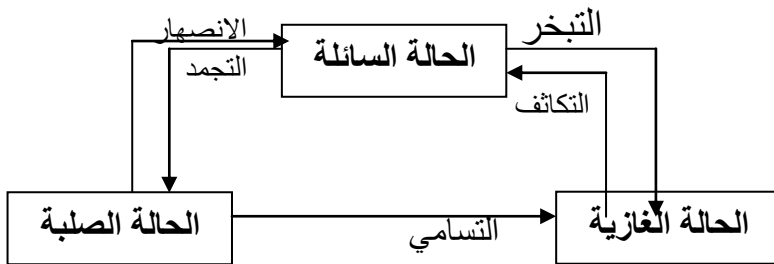 التبخر
الانصهار
الحالة السائلة
التجمد
التكاثف
الحالة الغازية
الحالة الصلبة
التسامي